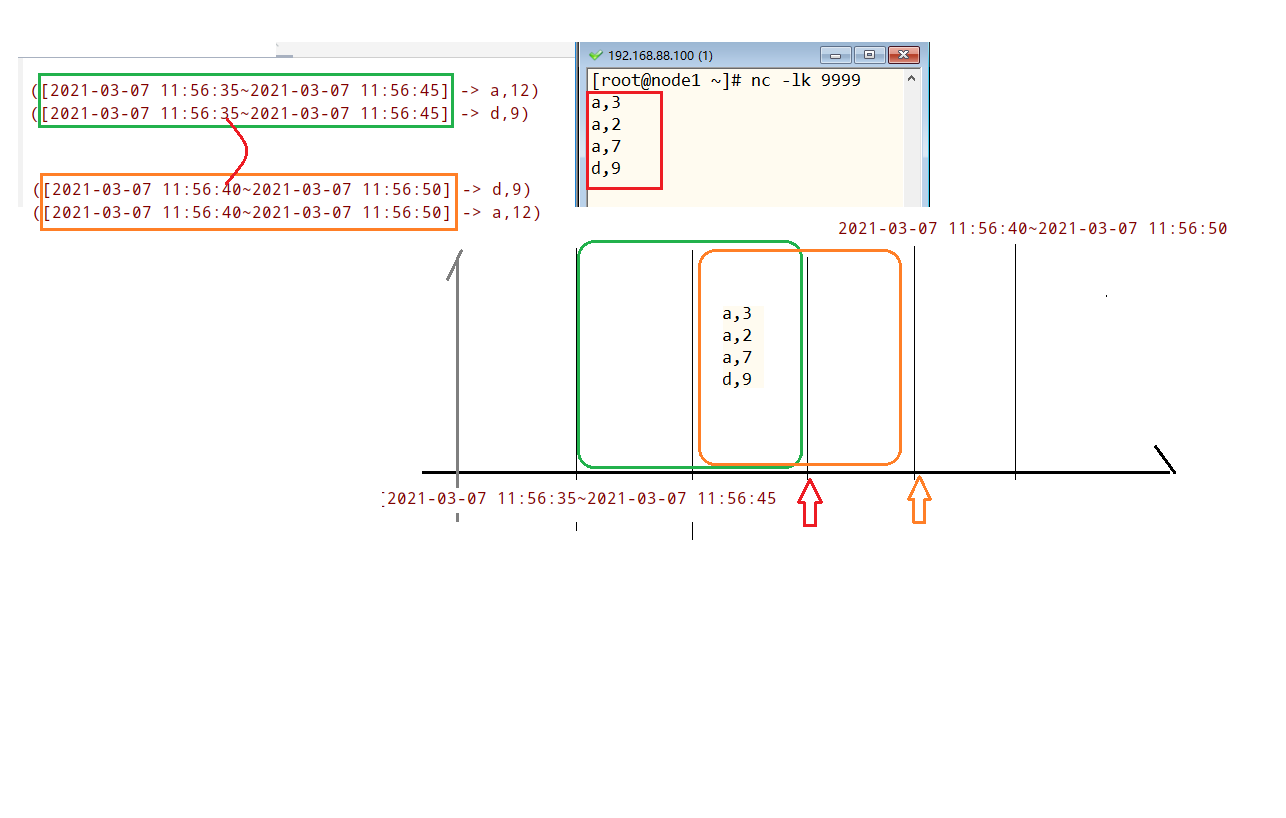 ([2021-03-07 11:56:35~2021-03-07 11:56:45] -> a,12)
([2021-03-07 11:56:35~2021-03-07 11:56:45] -> d,9)
([2021-03-07 11:56:40~2021-03-07 11:56:50] -> d,9)
([2021-03-07 11:56:40~2021-03-07 11:56:50] -> a,12)
192.168.88.100 (1)
[root@node1 ~]# nc -lk 9999
a,3
a,2
a,7
d,9
2021-03-07 11:56:40~2021-03-07 11:56:50
a,3
a,2
a,7
d,9
[2021-03-07 11:56:35~2021-03-07 11:56:45